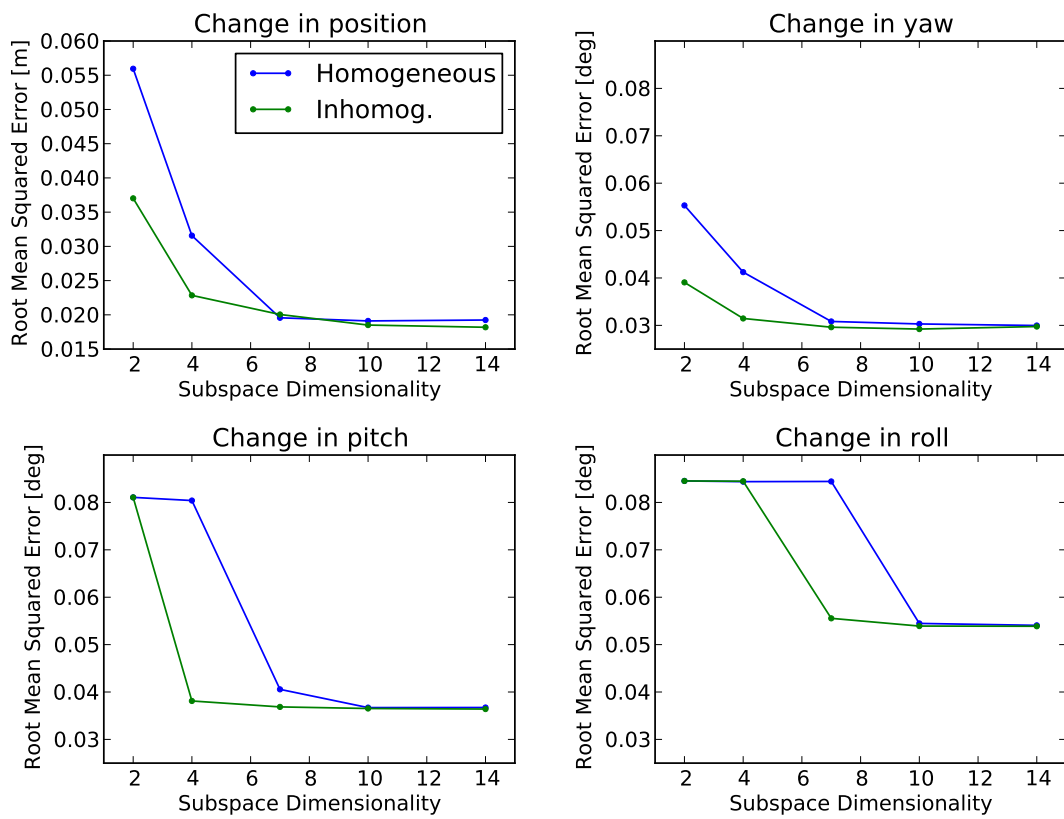 Change in position
Root Mean Squared Error [m]
0.060
0.055
0.050
0.045
0.040
0.035
0.030
0.025
0.020
0.015
Homogeneous
Inhomog.
2 4 6 8 10 12 14
Subspace Dimensionality
Change in yaw
Root Mean Squared Error [deg]
0.08
0.07
0.06
0.05
0.04
0.03
2 4 6 8 10 12 14
Subspace Dimensionality
Change in pitch
Root Mean Squared Error [deg]
0.08
0.07
0.06
0.05
0.04
0.03
2 4 6 8 10 12 14
Subspace Dimensionality
Change in roll
Root Mean Squared Error [deg]
0.08
0.07
0.06
0.05
0.04
0.03
2 4 6 8 10 12 14
Subspace Dimensionality